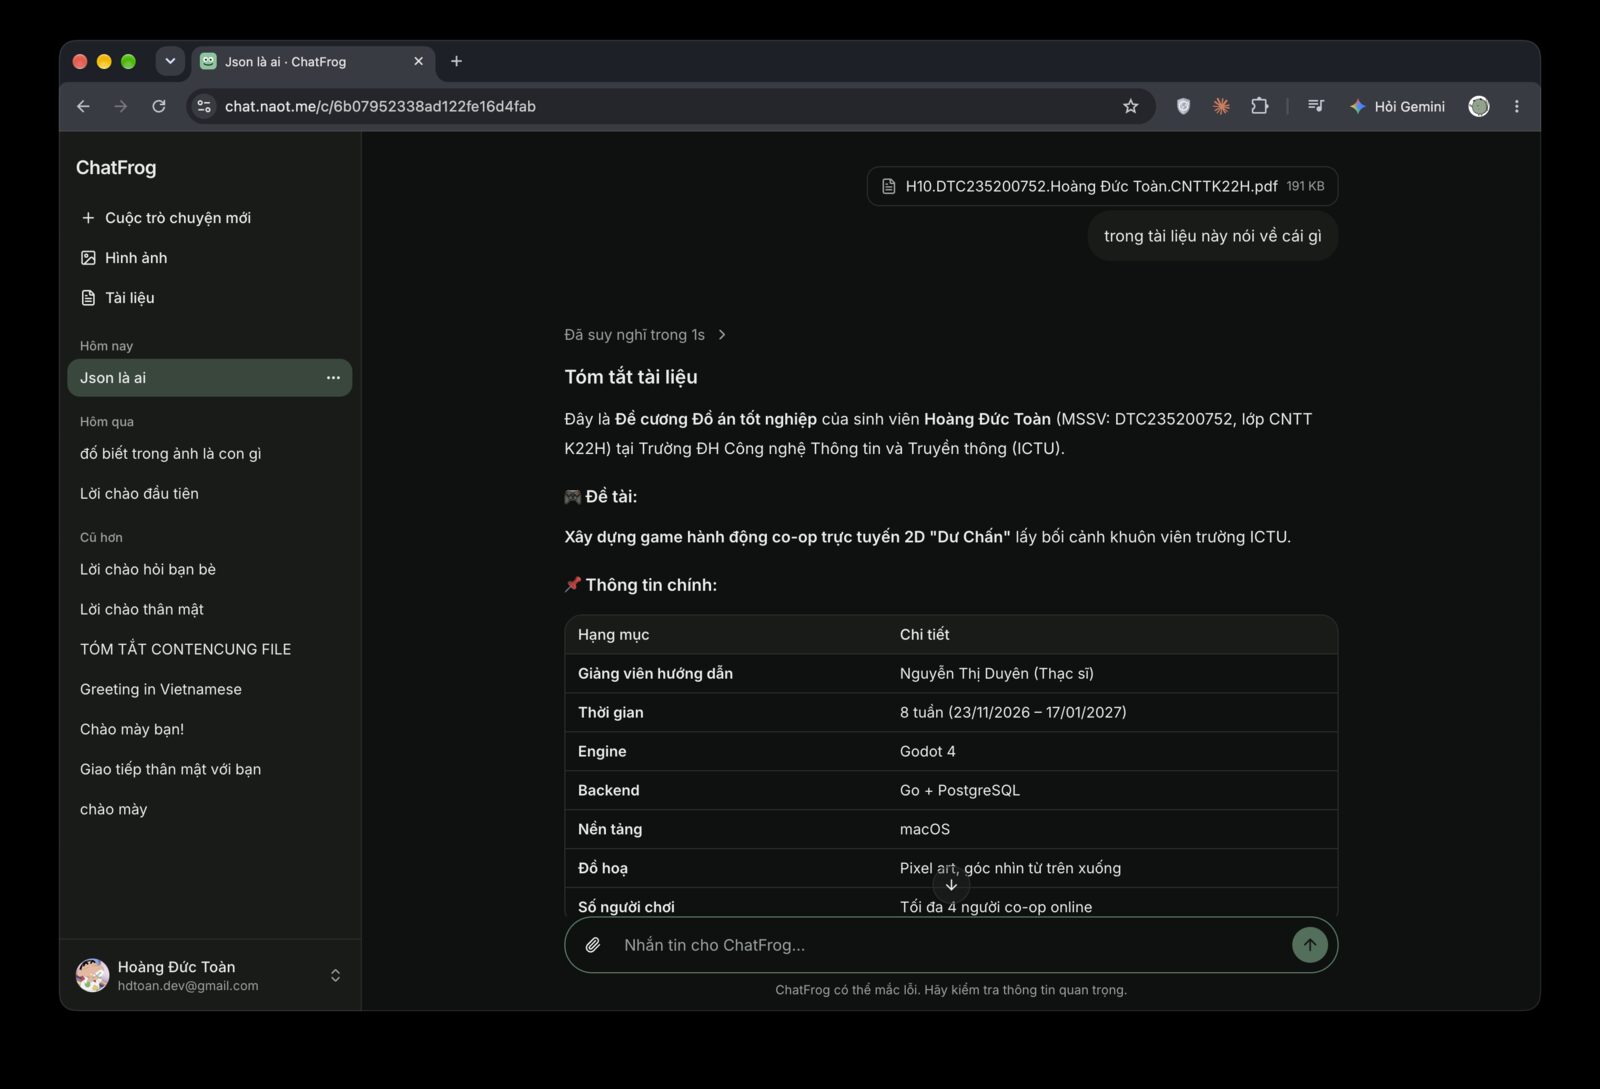 Json là ai · ChatFrog
chat.naot.me/c/6b07952338ad122fe16d4fab
Hỏi Gemini
ChatFrog
Cuộc trò chuyện mới
Hình ảnh
Tài liệu
Hôm nay
Json là ai
Hôm qua
đố biết trong ảnh là con gì
Lời chào đầu tiên
Cũ hơn
Lời chào hỏi bạn bè
Lời chào thân mật
TÓM TẮT CONTENCUNG FILE
Greeting in Vietnamese
Chào mày bạn!
Giao tiếp thân mật với bạn
chào mày
Hoàng Đức Toàn
hdtoan.dev@gmail.com
H10.DTC235200752.Hoàng Đức Toàn.CNTTK22H.pdf 191 KB
trong tài liệu này nói về cái gì
Đã suy nghĩ trong 1s
Tóm tắt tài liệu
Đây là Đề cương Đồ án tốt nghiệp của sinh viên Hoàng Đức Toàn (MSSV: DTC235200752, lớp CNTT
K22H) tại Trường ĐH Công nghệ Thông tin và Truyền thông (ICTU).
🎮 Đề tài:
Xây dựng game hành động co-op trực tuyến 2D "Dư Chấn" lấy bối cảnh khuôn viên trường ICTU.
📌 Thông tin chính:
Hạng mục Chi tiết
Giảng viên hướng dẫn Nguyễn Thị Duyên (Thạc sĩ)
Thời gian 8 tuần (23/11/2026 – 17/01/2027)
Engine Godot 4
Backend Go + PostgreSQL
Nền tảng macOS
Đồ hoạ Pixel art, góc nhìn từ trên xuống
Số người chơi Tối đa 4 người co-op online
Nhắn tin cho ChatFrog...
ChatFrog có thể mắc lỗi. Hãy kiểm tra thông tin quan trọng.